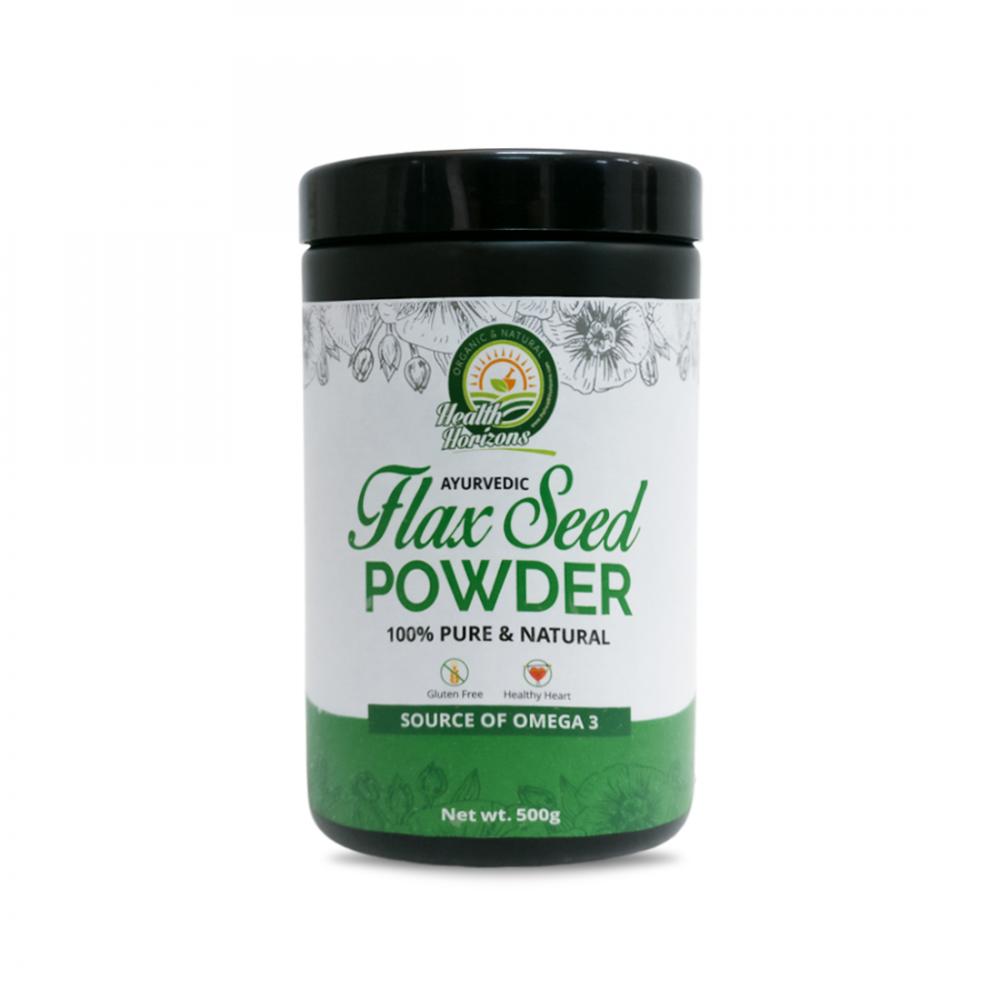 ORGANIC & NATURAL
Health
Horizons
AYURVEDIC
Flax Seed
POWDER
100% PURE & NATURAL
Gluten Free Healthy Heart
SOURCE OF OMEGA 3
Net wt. 500g